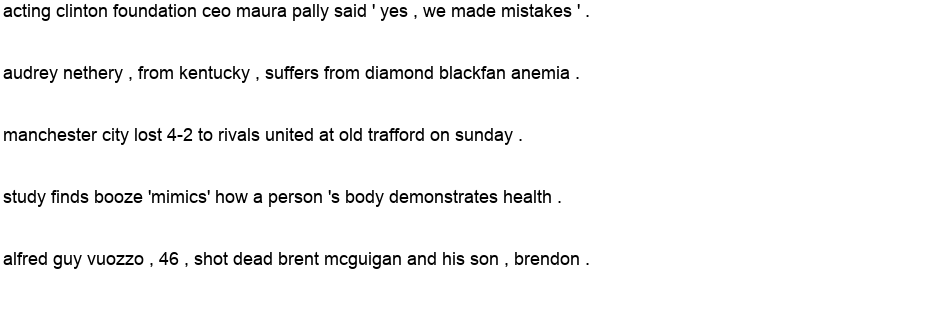 acting clinton foundation ceo maura pally said ' yes , we made mistakes ' .
audrey nethery , from kentucky , suffers from diamond blackfan anemia .
manchester city lost 4-2 to rivals united at old trafford on sunday .
study finds booze 'mimics' how a person 's body demonstrates health .
alfred guy vuozzo , 46 , shot dead brent mcguigan and his son , brendon .